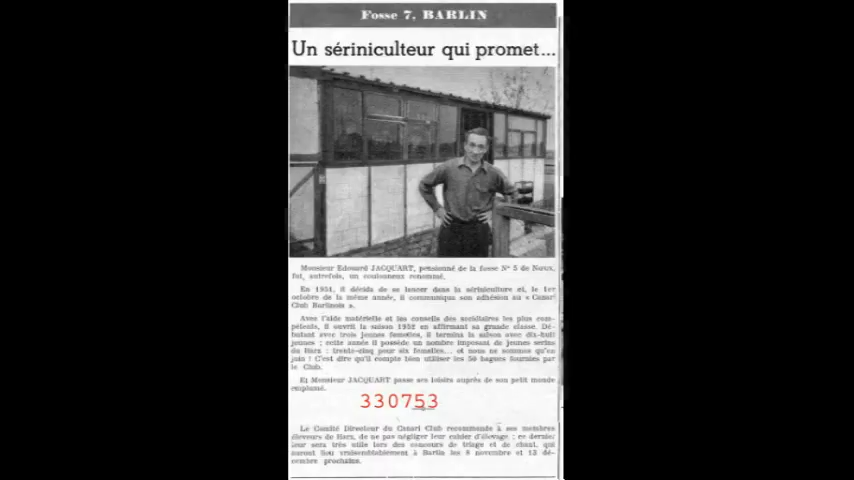 Fosse 7, BARLIN
Un sériniculteur qui promet...
Monsieur Edouard JACQUART, pensionné de la fosse N° 5 de Nœux,
fut, autrefois, un coulonneux renommé.
En 1951, il décida de se lancer dans la sériniculture et, le 1er
octobre de la même année, il communiqua son adhésion au « Canari
Club Barlinois ».
Avec l'aide matérielle et les conseils des sociétaires les plus com-
pétents, il ouvrit la saison 1952 en affirmant sa grande classe. Dé-
butant avec trois jeunes femelles, il termina la saison avec dix-huit
jeunes ; cette année il possède un nombre imposant de jeunes serins
du Harz : trente-cinq pour six femelles... et nous ne sommes qu'en
juin ! C'est dire qu'il compte bien utiliser les 50 bagues fournies par
le Club.
Et Monsieur JACQUART passe ses loisirs auprès de son petit monde
emplumé.
330753
Le Comité Directeur du Canari Club recommande à ses membres
éleveurs de Harz, de ne pas négliger leur cahier d'élevage ; ce dernier
leur sera très utile lors des concours de triage et de chant, qui
auront lieu vraisemblablement à Barlin les 8 novembre et 13 dé-
cembre prochains.